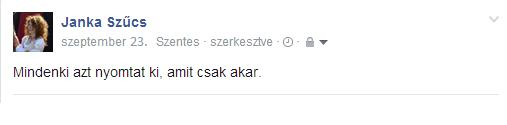 Janka Szűcs
szeptember 23. Szentes · szerkesztve ·
Mindenki azt nyomtat ki, amit csak akar.